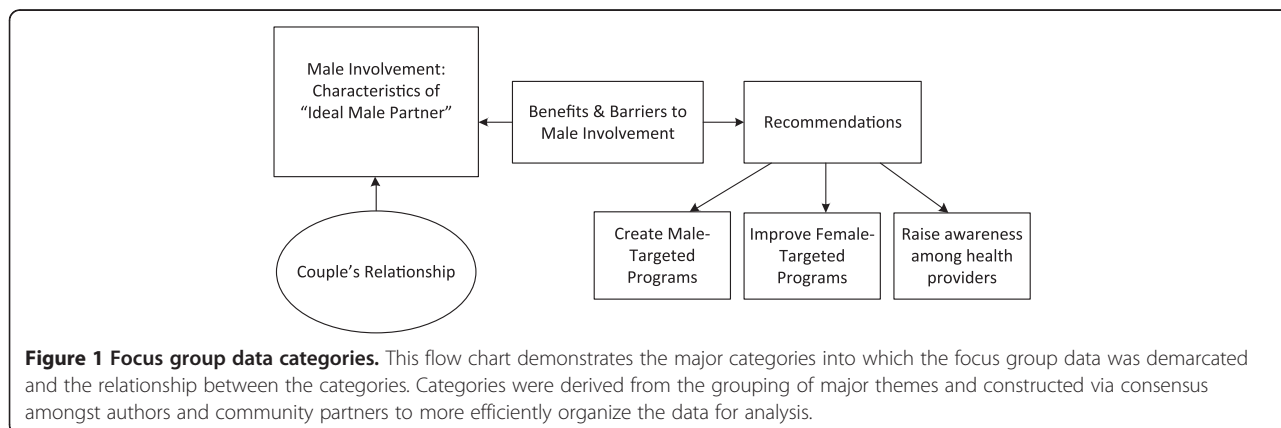 Male Involvement:
Characteristics of
“Ideal Male Partner”
Benefits & Barriers to
Male Involvement
Recommendations
Couple’s Relationship
Create Male-
Targeted
Programs
Improve Female-
Targeted
Programs
Raise awareness
among health
providers
Figure 1 Focus group data categories. This flow chart demonstrates the major categories into which the focus group data was demarcated
and the relationship between the categories. Categories were derived from the grouping of major themes and constructed via consensus
amongst authors and community partners to more efficiently organize the data for analysis.